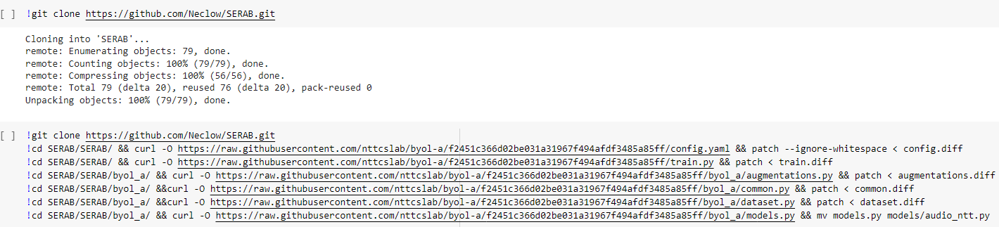 [ ] !git clone https://github.com/Neclow/SERAB.git
Cloning into 'SERAB'...
remote: Enumerating objects: 79, done.
remote: Counting objects: 100% (79/79), done.
remote: Compressing objects: 100% (56/56), done.
remote: Total 79 (delta 20), reused 76 (delta 20), pack-reused 0
Unpacking objects: 100% (79/79), done.
[ ] !git clone https://github.com/Neclow/SERAB.git
!cd SERAB/SERAB/ && curl -O https://raw.githubusercontent.com/nttcslab/byol-a/f2451c366d02be031a31967f494afdf3485a85ff/config.yaml && patch --ignore-whitespace < config.diff
!cd SERAB/SERAB/ && curl -O https://raw.githubusercontent.com/nttcslab/byol-a/f2451c366d02be031a31967f494afdf3485a85ff/train.py && patch < train.diff
!cd SERAB/SERAB/byol_a/ && curl -O https://raw.githubusercontent.com/nttcslab/byol-a/f2451c366d02be031a31967f494afdf3485a85ff/byol_a/augmentations.py && patch < augmentations.diff
!cd SERAB/SERAB/byol_a/ &&curl -O https://raw.githubusercontent.com/nttcslab/byol-a/f2451c366d02be031a31967f494afdf3485a85ff/byol_a/common.py && patch < common.diff
!cd SERAB/SERAB/byol_a/ &&curl -O https://raw.githubusercontent.com/nttcslab/byol-a/f2451c366d02be031a31967f494afdf3485a85ff/byol_a/dataset.py && patch < dataset.diff
!cd SERAB/SERAB/byol_a/ && curl -O https://raw.githubusercontent.com/nttcslab/byol-a/f2451c366d02be031a31967f494afdf3485a85ff/byol_a/models.py && mv models.py models/audio_ntt.py